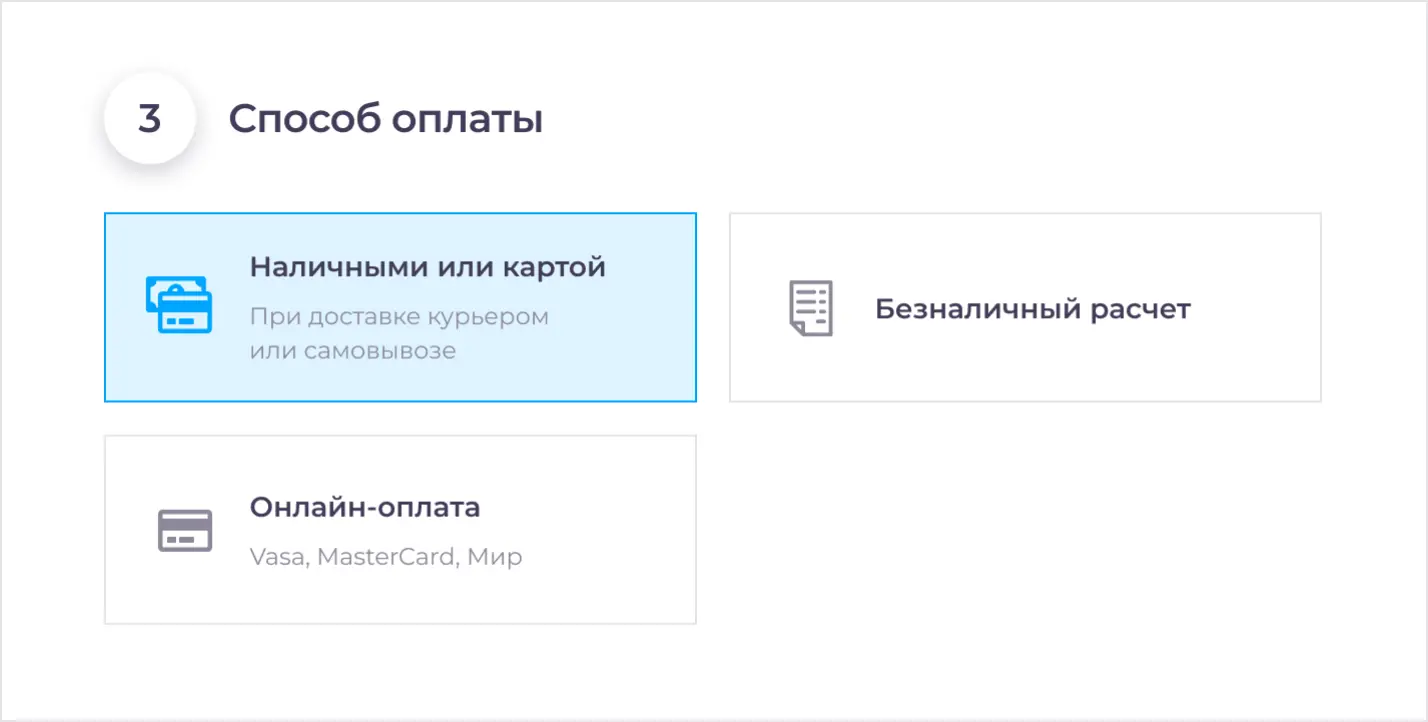 3
Способ оплаты
Наличными или картой
При доставке курьером
или самовывозе
Безналичный расчет
Онлайн-оплата
Vasa, MasterCard, Мир